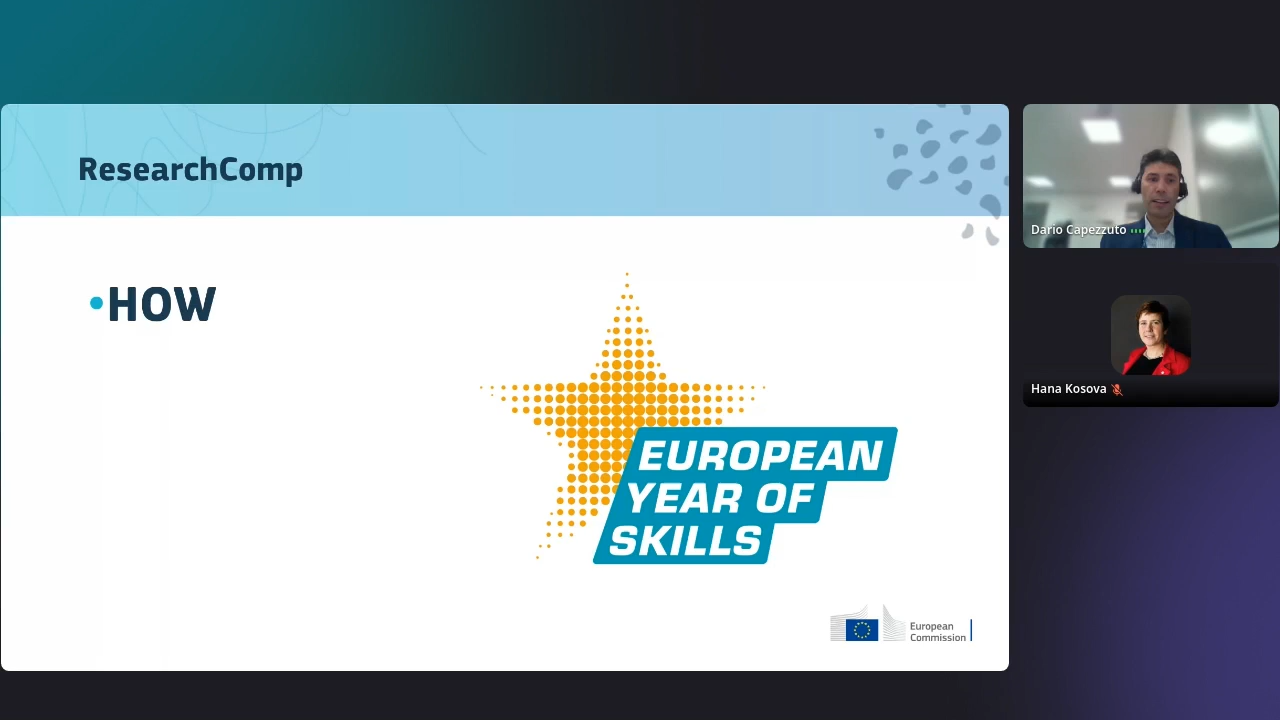 ResearchComp
•HOW
EUROPEAN
YEAR OF
SKILLS
European
Commission
Dario Capezzuto
Hana Kosova